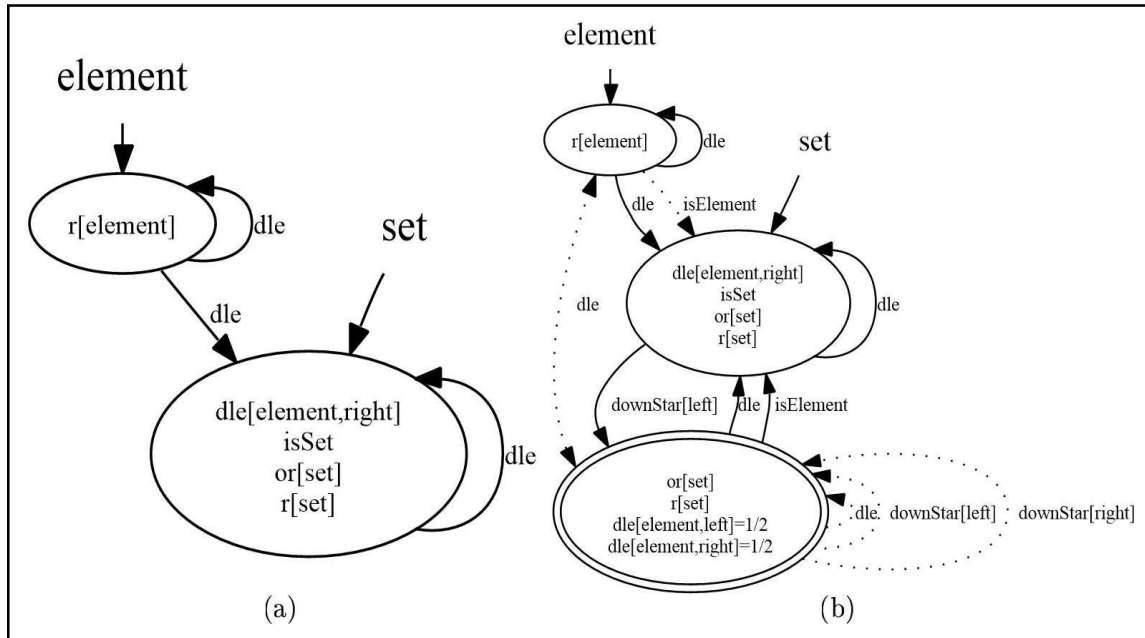 element
r[element]
dle
set
dle
dle[element,right]
isSet
or[set]
r[set]
dle
(a)
element
r[element]
dle
set
dle
isElement
dle
dle[element,right]
isSet
or[set]
r[set]
dle
downStar[left]
dle
isElement
or[set]
r[set]
dle[element,left]=1/2
dle[element,right]=1/2
dle
downStar[left]
downStar[right]
(b)